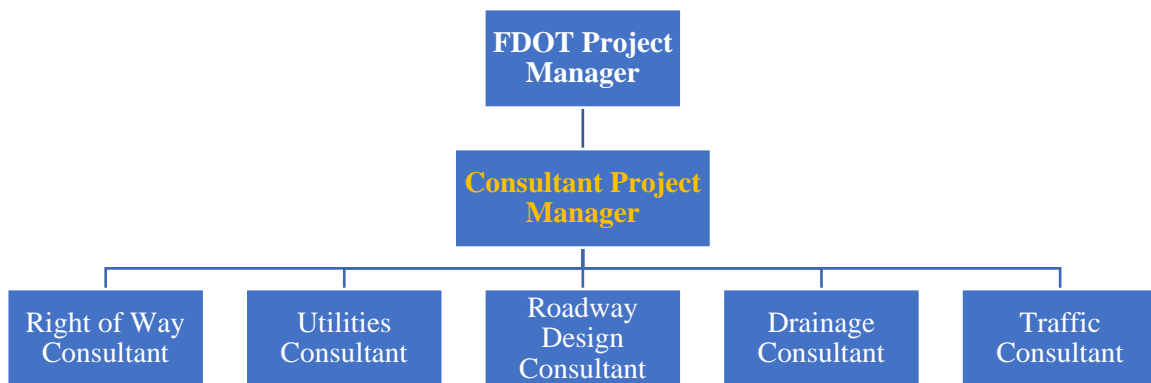 FDOT Project
Manager
Consultant Project
Manager
Right of Way
Consultant
Utilities
Consultant
Roadway
Design
Consultant
Drainage
Consultant
Traffic
Consultant